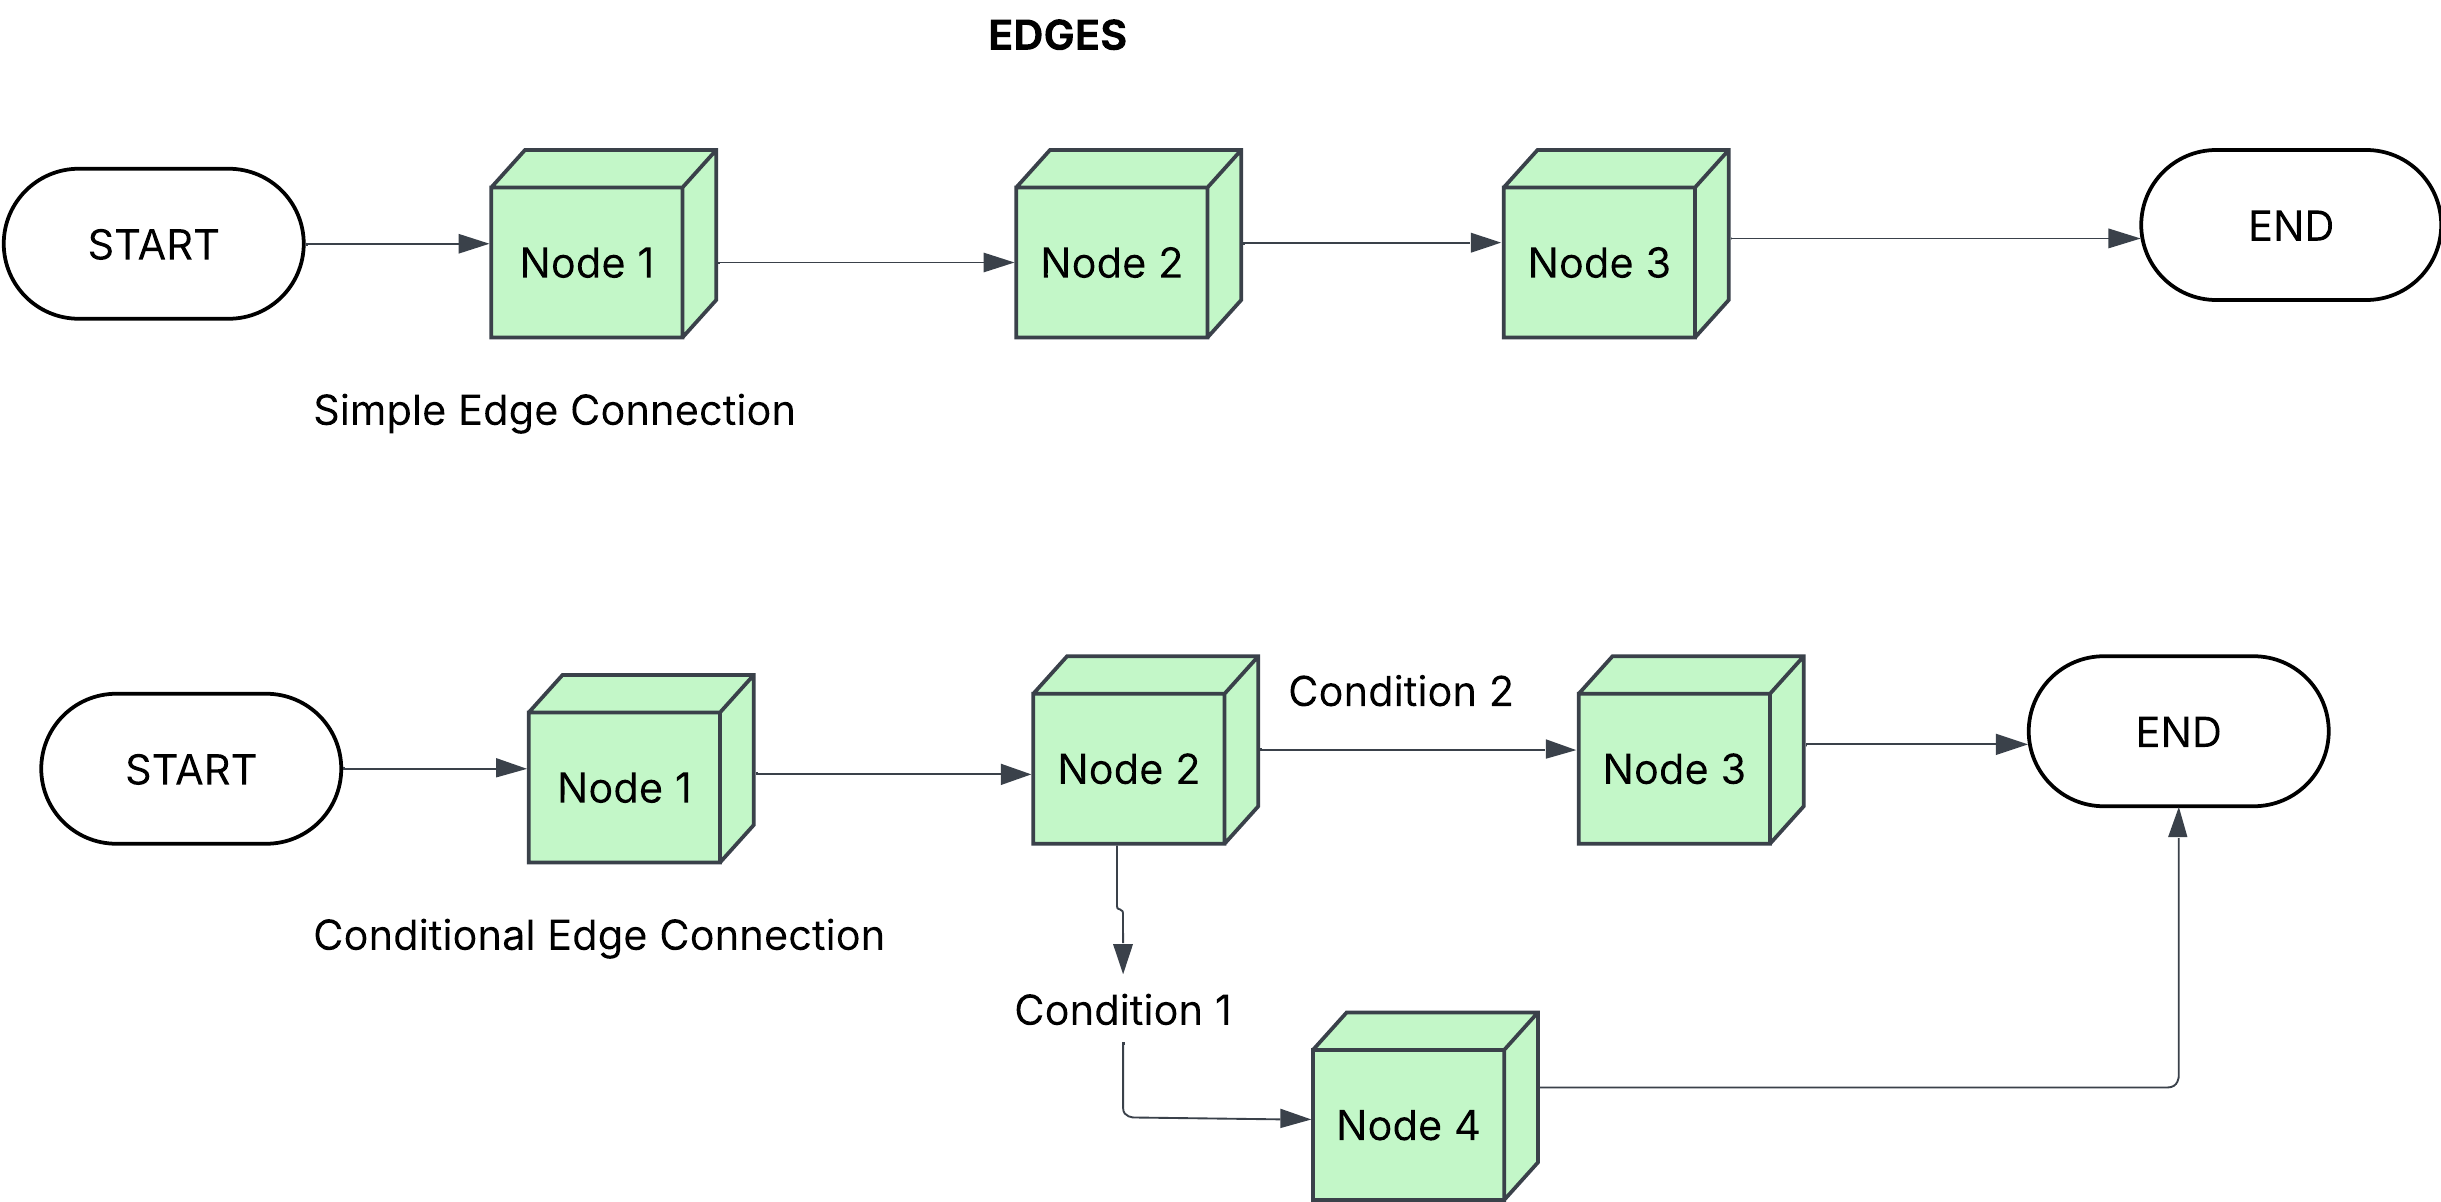 EDGES
START
Node 1
Node 2
Node 3
END
Simple Edge Connection
START
Node 1
Node 2
Condition 2
Node 3
END
Conditional Edge Connection
Condition 1
Node 4